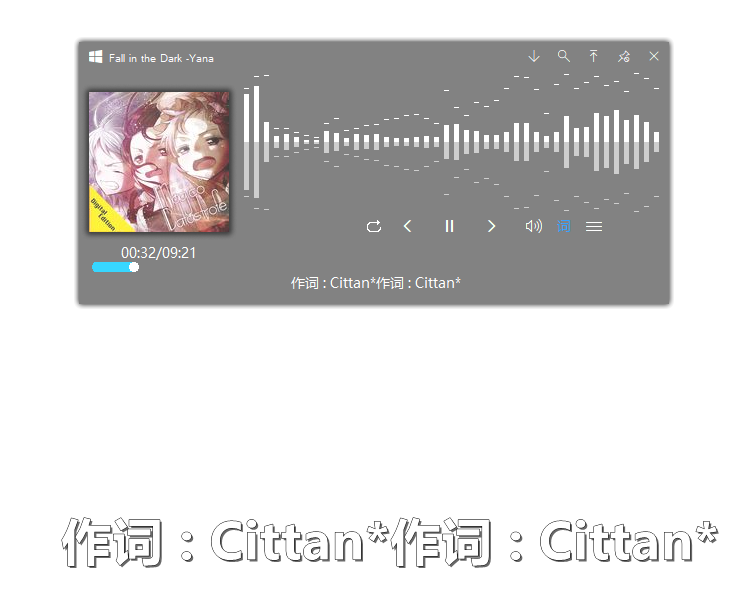 Fall in the Dark -Yana
Digital
Edition
00:32/09:21
词
作词 : Cittan*作词 : Cittan*
作词 : Cittan*作词 : Cittan*